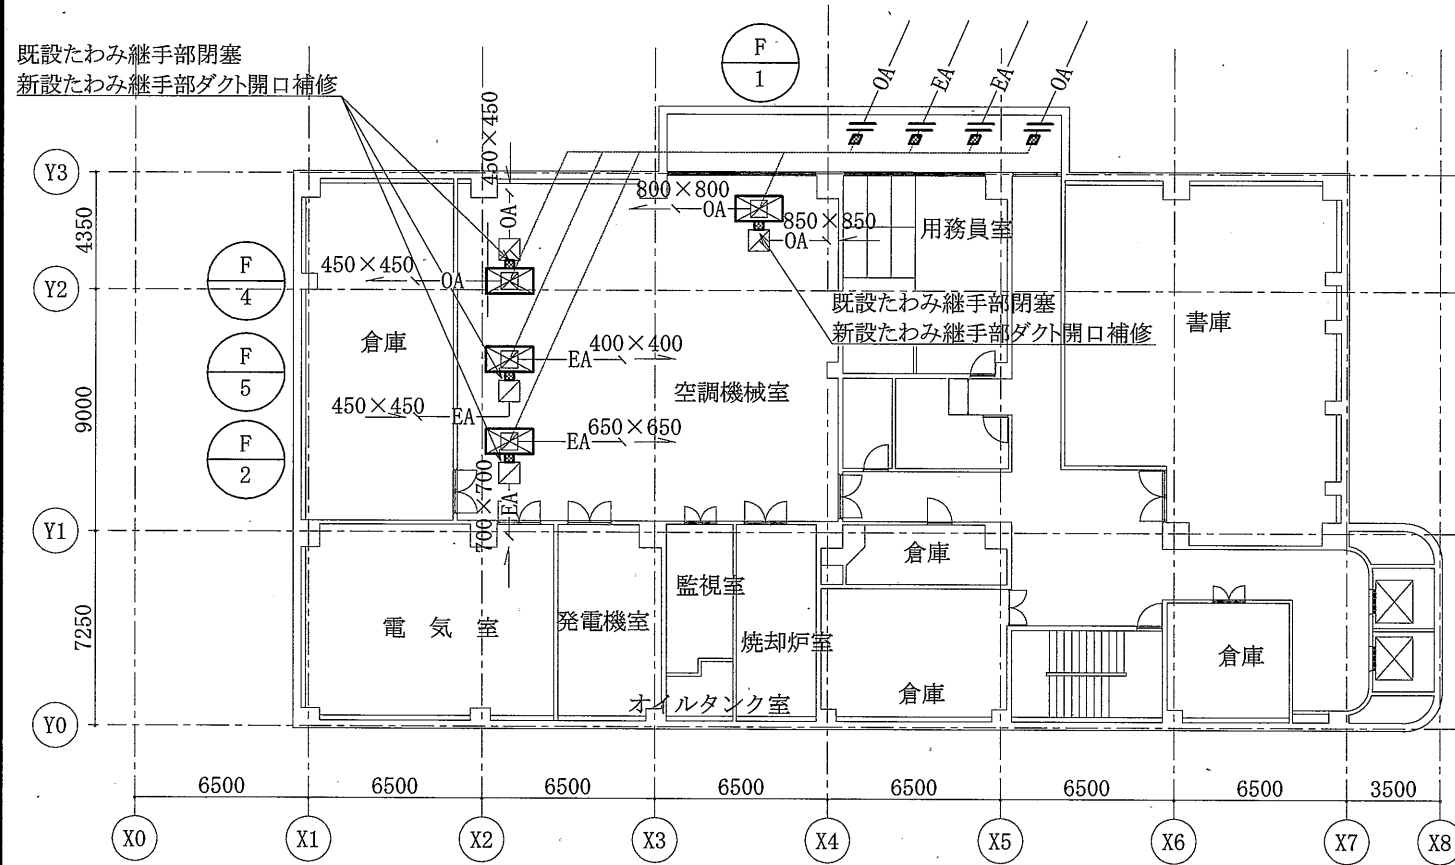 既設たわみ継手部閉塞
新設たわみ継手部ダクト開口補修
F
1
OA
EA
EA
OA
450×450
Y3
800×800
OA
OA
850×850
OA
用務員室
4350
F
4
450×450
OA
Y2
既設たわみ継手部閉塞
新設たわみ継手部ダクト開口補修
書庫
倉庫
F
5
EA
400×400
空調機械室
9000
450×450
EA
EA
650×650
F
2
700×700
EA
Y1
倉庫
監視室
電気室
発電機室
7250
焼却炉室
倉庫
オイルタンク室
倉庫
Y0
6500
6500
6500
6500
6500
6500
6500
3500
X0
X1
X2
X3
X4
X5
X6
X7
X8